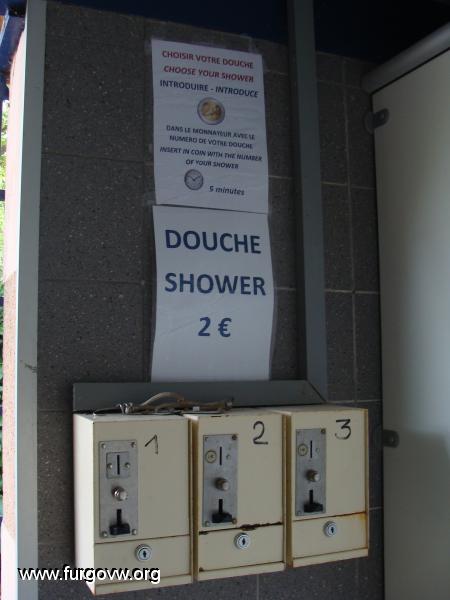 CHOISIR VOTRE DOUCHE
CHOOSE YOUR SHOWER
INTRODUIRE - INTRODUCE
DANS LE MONNAYEUR AVEC LE
NUMERO DE VOTRE DOUCHE
INSERT IN COIN WITH THE NUMBER
OF YOUR SHOWER
5 minutes
DOUCHE
SHOWER
2 €
1
2
3
www.furgovw.org